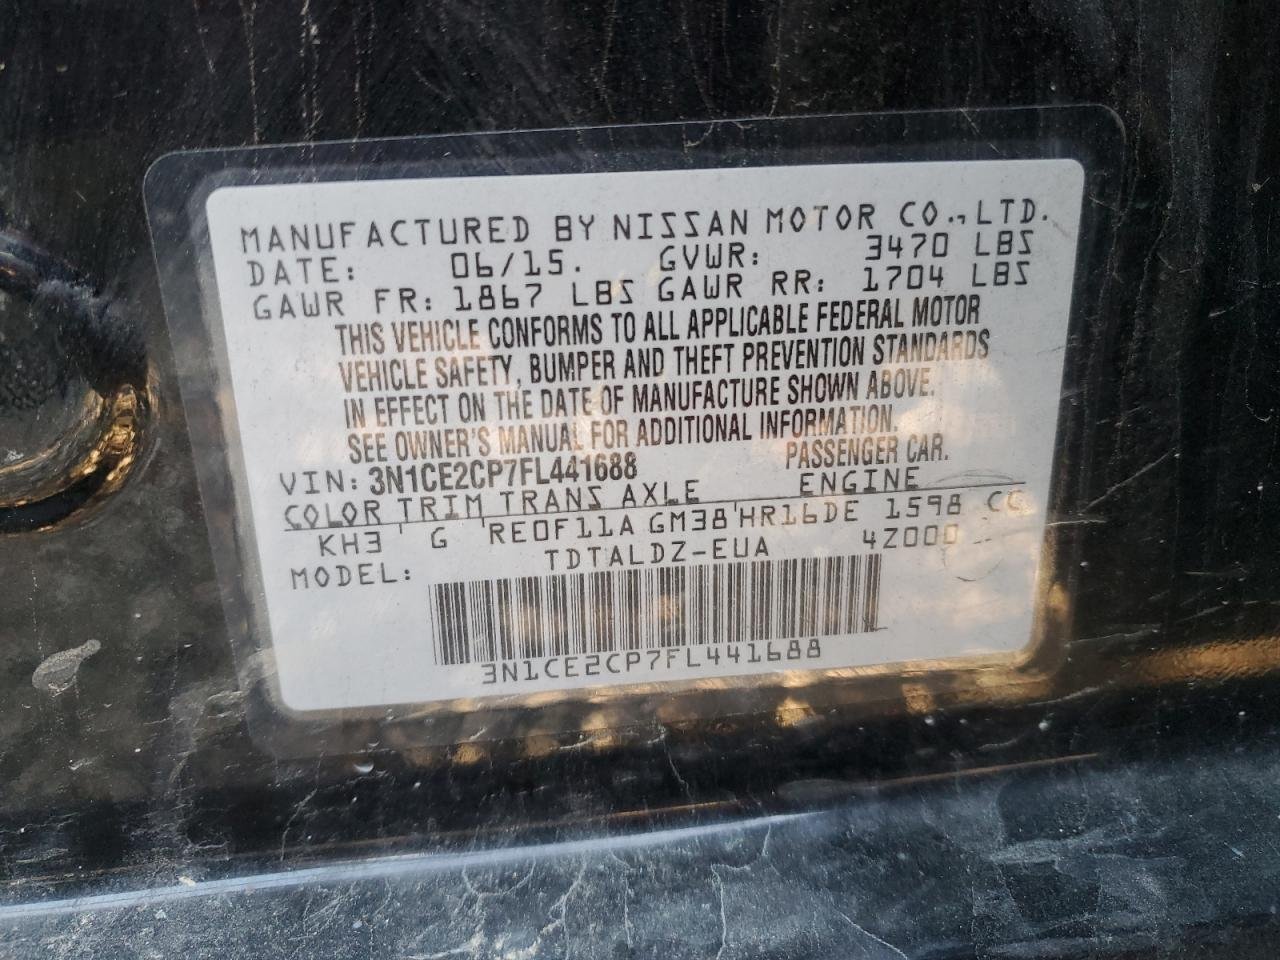 MANUFACTURED BY NISSAN MOTOR CO., LTD.
DATE: 06/15. GVWR: 3470 LBS
GAWR FR: 1867 LBS GAWR RR: 1704 LBS
THIS VEHICLE CONFORMS TO ALL APPLICABLE FEDERAL MOTOR
VEHICLE SAFETY, BUMPER AND THEFT PREVENTION STANDARDS
IN EFFECT ON THE DATE OF MANUFACTURE SHOWN ABOVE.
SEE OWNER'S MANUAL FOR ADDITIONAL INFORMATION.
VIN: 3N1CE2CP7FL441688 PASSENGER CAR.
COLOR TRIM TRANS AXLE ENGINE
KH3 G RE0F11A GM38 HR16DE 1598 CC
MODEL: TDTALDZ-EUA 4Z000
3N1CE2CP7FL441688